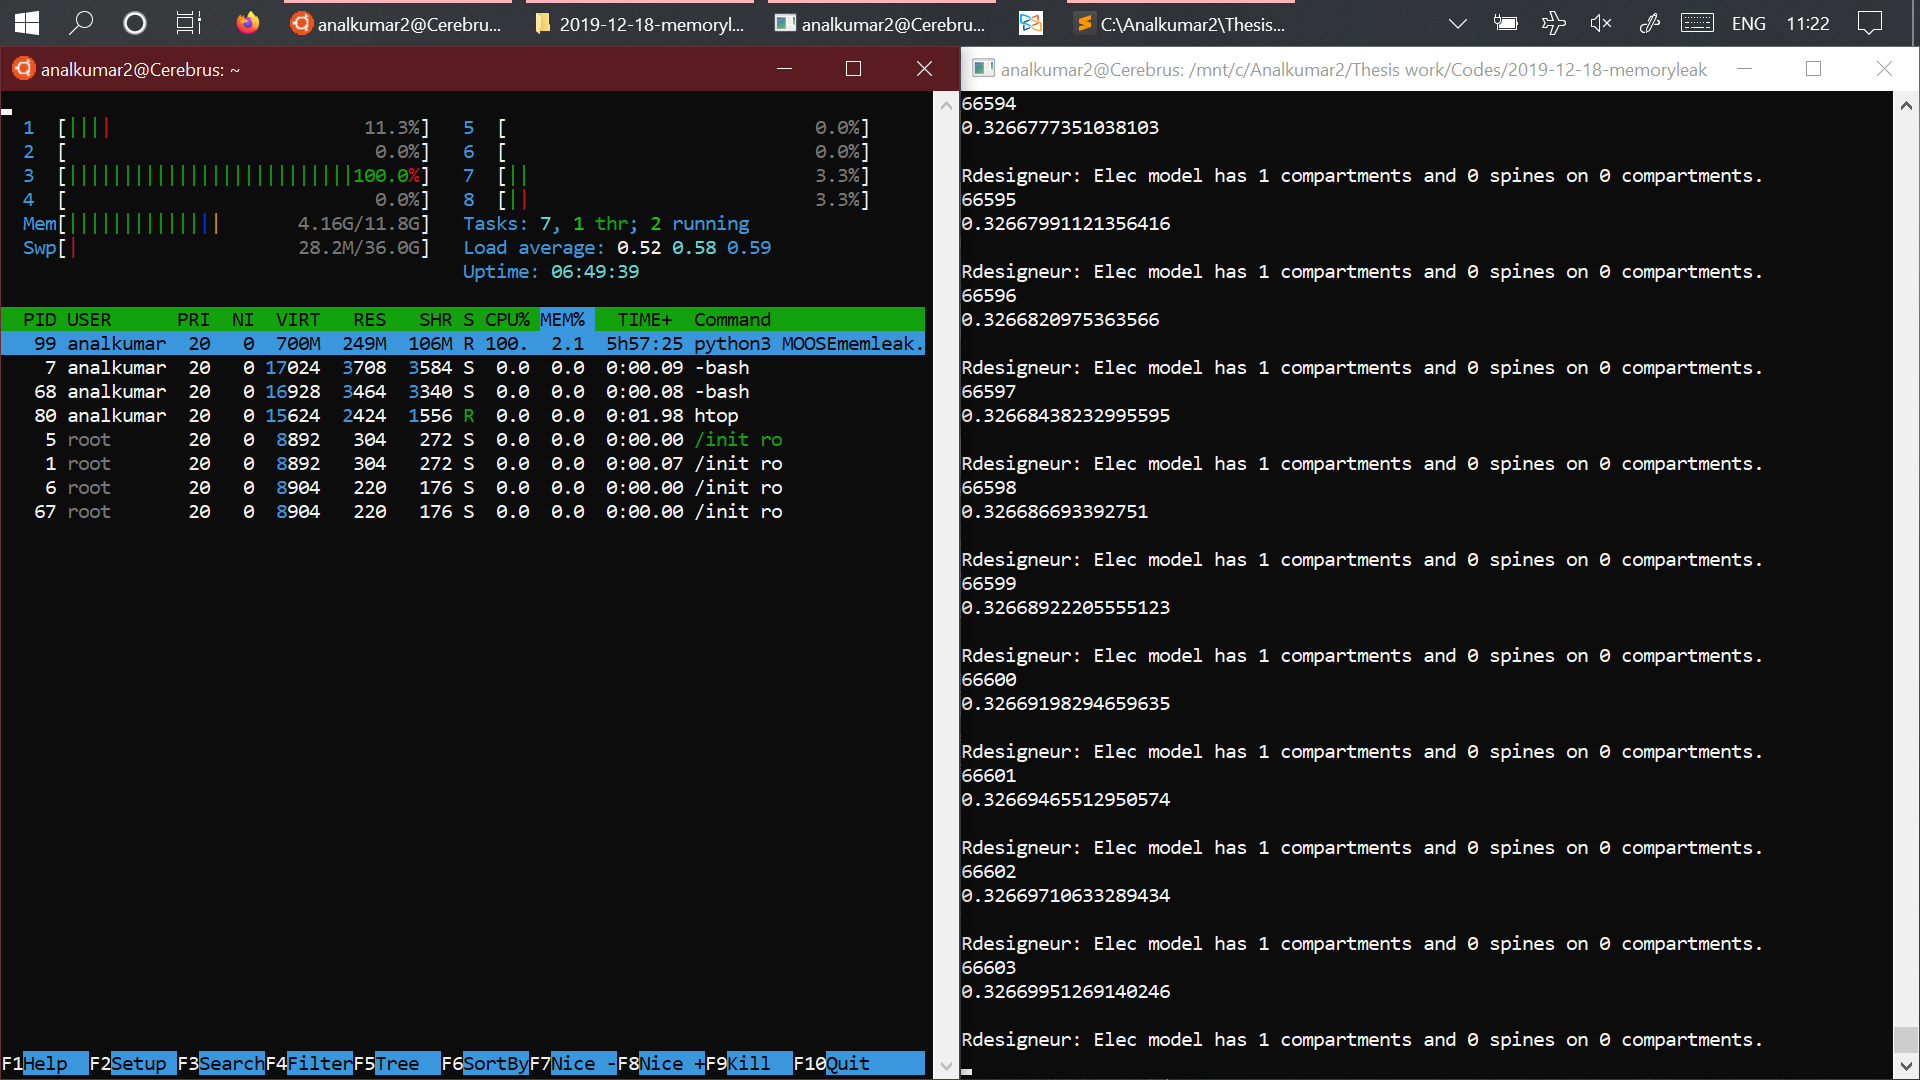 analkumar2@Cerebru...
2019-12-18-memoryl...
analkumar2@Cerebru...
C:\Analkumar2\Thesis...
ENG
11:22
analkumar2@Cerebrus: ~
1 [|||| 11.3%] 5 [ 0.0%]
2 [ 0.0%] 6 [ 0.0%]
3 [||||||||||||||||||||||||||100.0%] 7 [|| 3.3%]
4 [ 0.0%] 8 [|| 3.3%]
Mem[|||||||||||||| 4.16G/11.8G] Tasks: 7, 1 thr; 2 running
Swp[| 28.2M/36.0G] Load average: 0.52 0.58 0.59
Uptime: 06:49:39
PID USER PRI NI VIRT RES SHR S CPU% MEM% TIME+ Command
99 analkumar 20 0 700M 249M 106M R 100. 2.1 5h57:25 python3 MOOSEmemleak.
7 analkumar 20 0 17024 3708 3584 S 0.0 0.0 0:00.09 -bash
68 analkumar 20 0 16928 3464 3340 S 0.0 0.0 0:00.08 -bash
80 analkumar 20 0 15624 2424 1556 R 0.0 0.0 0:01.98 htop
5 root 20 0 8892 304 272 S 0.0 0.0 0:00.00 /init ro
1 root 20 0 8892 304 272 S 0.0 0.0 0:00.07 /init ro
6 root 20 0 8904 220 176 S 0.0 0.0 0:00.00 /init ro
67 root 20 0 8904 220 176 S 0.0 0.0 0:00.00 /init ro
F1Help F2Setup F3SearchF4FilterF5Tree F6SortByF7Nice -F8Nice +F9Kill F10Quit
analkumar2@Cerebrus: /mnt/c/Analkumar2/Thesis work/Codes/2019-12-18-memoryleak
66594
0.3266777351038103
Rdesigneur: Elec model has 1 compartments and 0 spines on 0 compartments.
66595
0.32667991121356416
Rdesigneur: Elec model has 1 compartments and 0 spines on 0 compartments.
66596
0.3266820975363566
Rdesigneur: Elec model has 1 compartments and 0 spines on 0 compartments.
66597
0.32668438232995595
Rdesigneur: Elec model has 1 compartments and 0 spines on 0 compartments.
66598
0.326686693392751
Rdesigneur: Elec model has 1 compartments and 0 spines on 0 compartments.
66599
0.32668922205555123
Rdesigneur: Elec model has 1 compartments and 0 spines on 0 compartments.
66600
0.32669198294659635
Rdesigneur: Elec model has 1 compartments and 0 spines on 0 compartments.
66601
0.32669465512950574
Rdesigneur: Elec model has 1 compartments and 0 spines on 0 compartments.
66602
0.32669710633289434
Rdesigneur: Elec model has 1 compartments and 0 spines on 0 compartments.
66603
0.32669951269140246
Rdesigneur: Elec model has 1 compartments and 0 spines on 0 compartments.